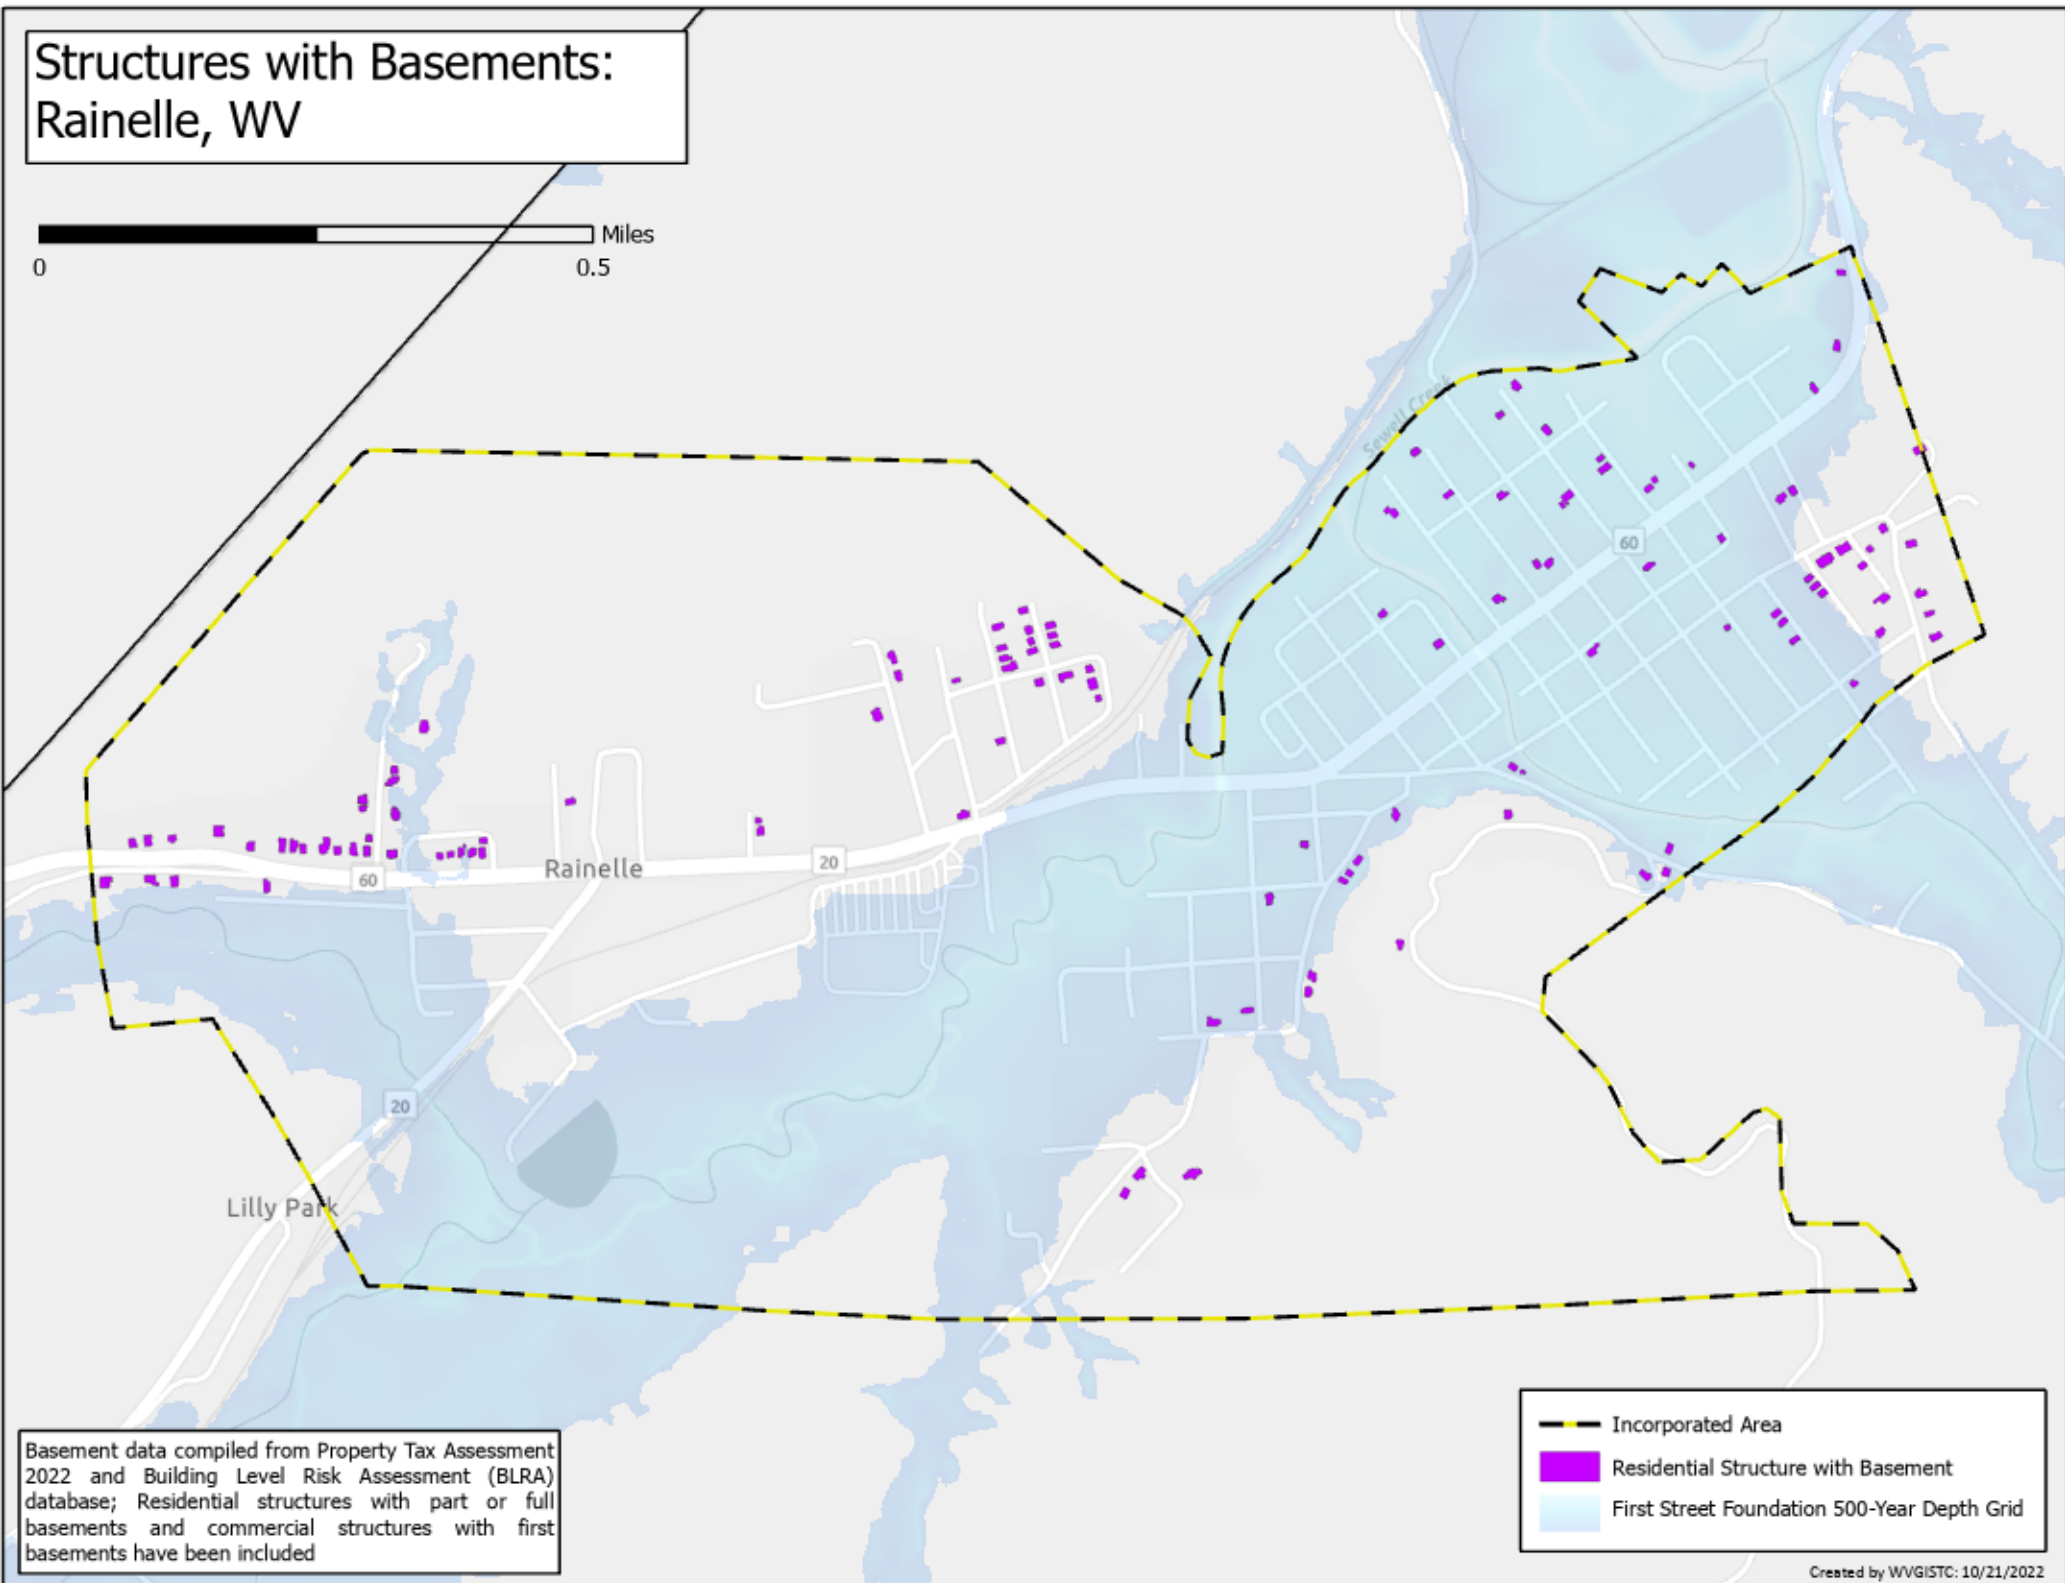 Structures with Basements:
Rainelle, WV
Miles
0
0.5
Sewell Creek
60
Rainelle
20
60
20
Lilly Park
Basement data compiled from Property Tax Assessment
2022 and Building Level Risk Assessment (BLRA)
database; Residential structures with part or full
basements and commercial structures with first
basements have been included
Incorporated Area
Residential Structure with Basement
First Street Foundation 500-Year Depth Grid
Created by WVGISTC: 10/21/2022